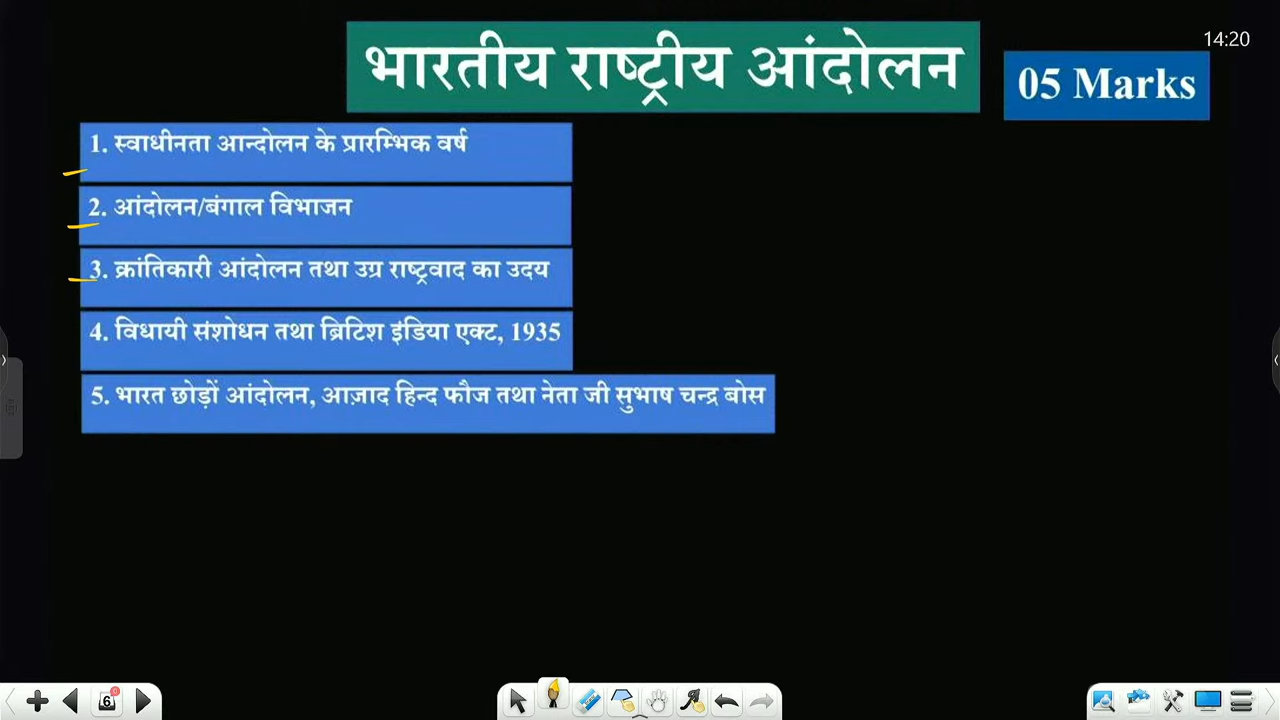 14:20
भारतीय राष्ट्रीय आंदोलन
05 Marks
1. स्वाधीनता आन्दोलन के प्रारम्भिक वर्ष
2. आंदोलन/बंगाल विभाजन
3. क्रांतिकारी आंदोलन तथा उग्र राष्ट्रवाद का उदय
4. विधायी संशोधन तथा ब्रिटिश इंडिया एक्ट, 1935
5. भारत छोड़ों आंदोलन, आज़ाद हिन्द फौज तथा नेता जी सुभाष चन्द्र बोस
6
0